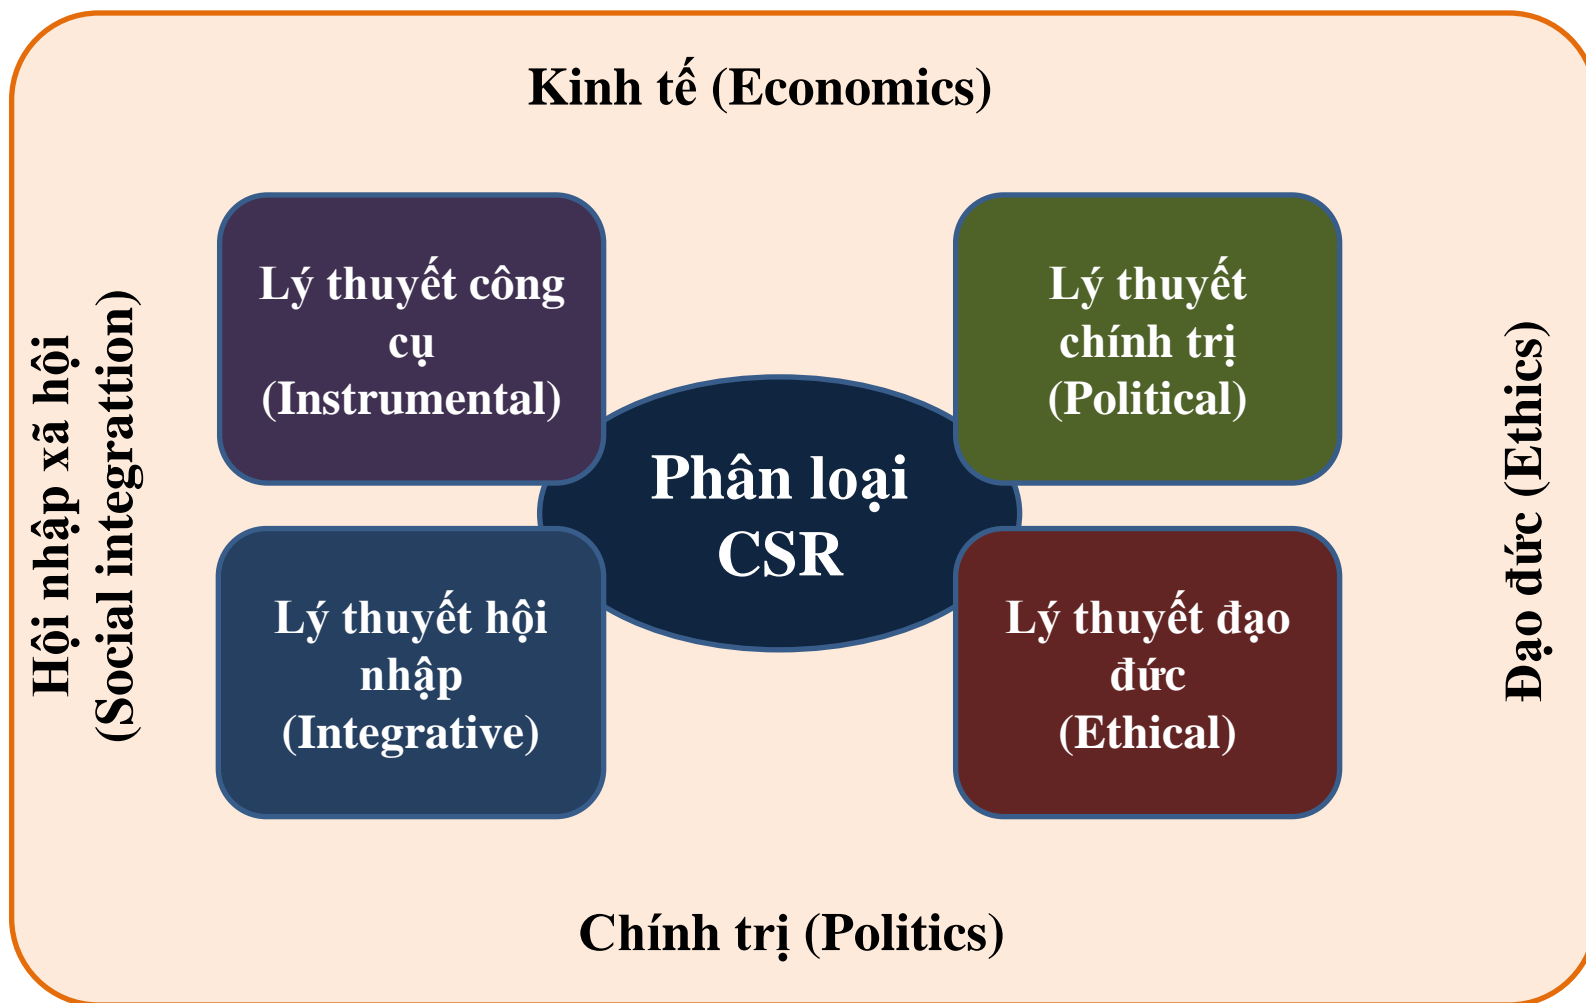 Kinh tế (Economics)
Hội nhập xã hội
(Social integrattion)
Lý thuyết công
cụ
(Instrumental)
Lý thuyết
chính trị
(Political)
Phân loại
CSR
Lý thuyết hội
nhập
(Integrative)
Lý thuyết đạo
đức
(Ethical)
Đạo đức (Ethics)
Chính trị (Politics)